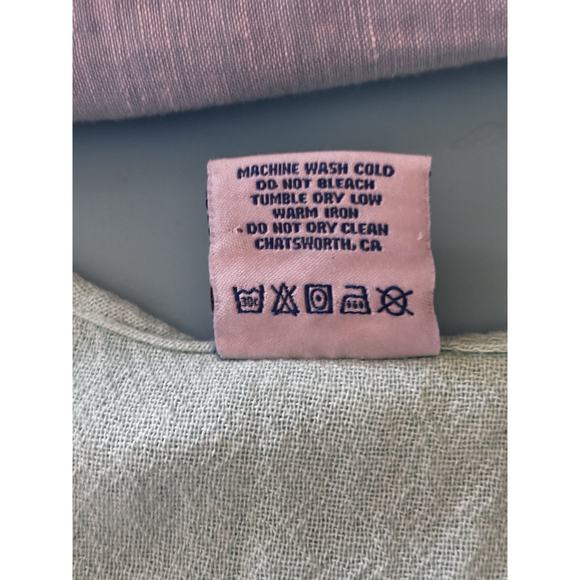 MACHINE WASH COLD
DO NOT BLEACH
TUMBLE DRY LOW
WARM IRON
DO NOT DRY CLEAN
CHATSWORTH, CA
30c